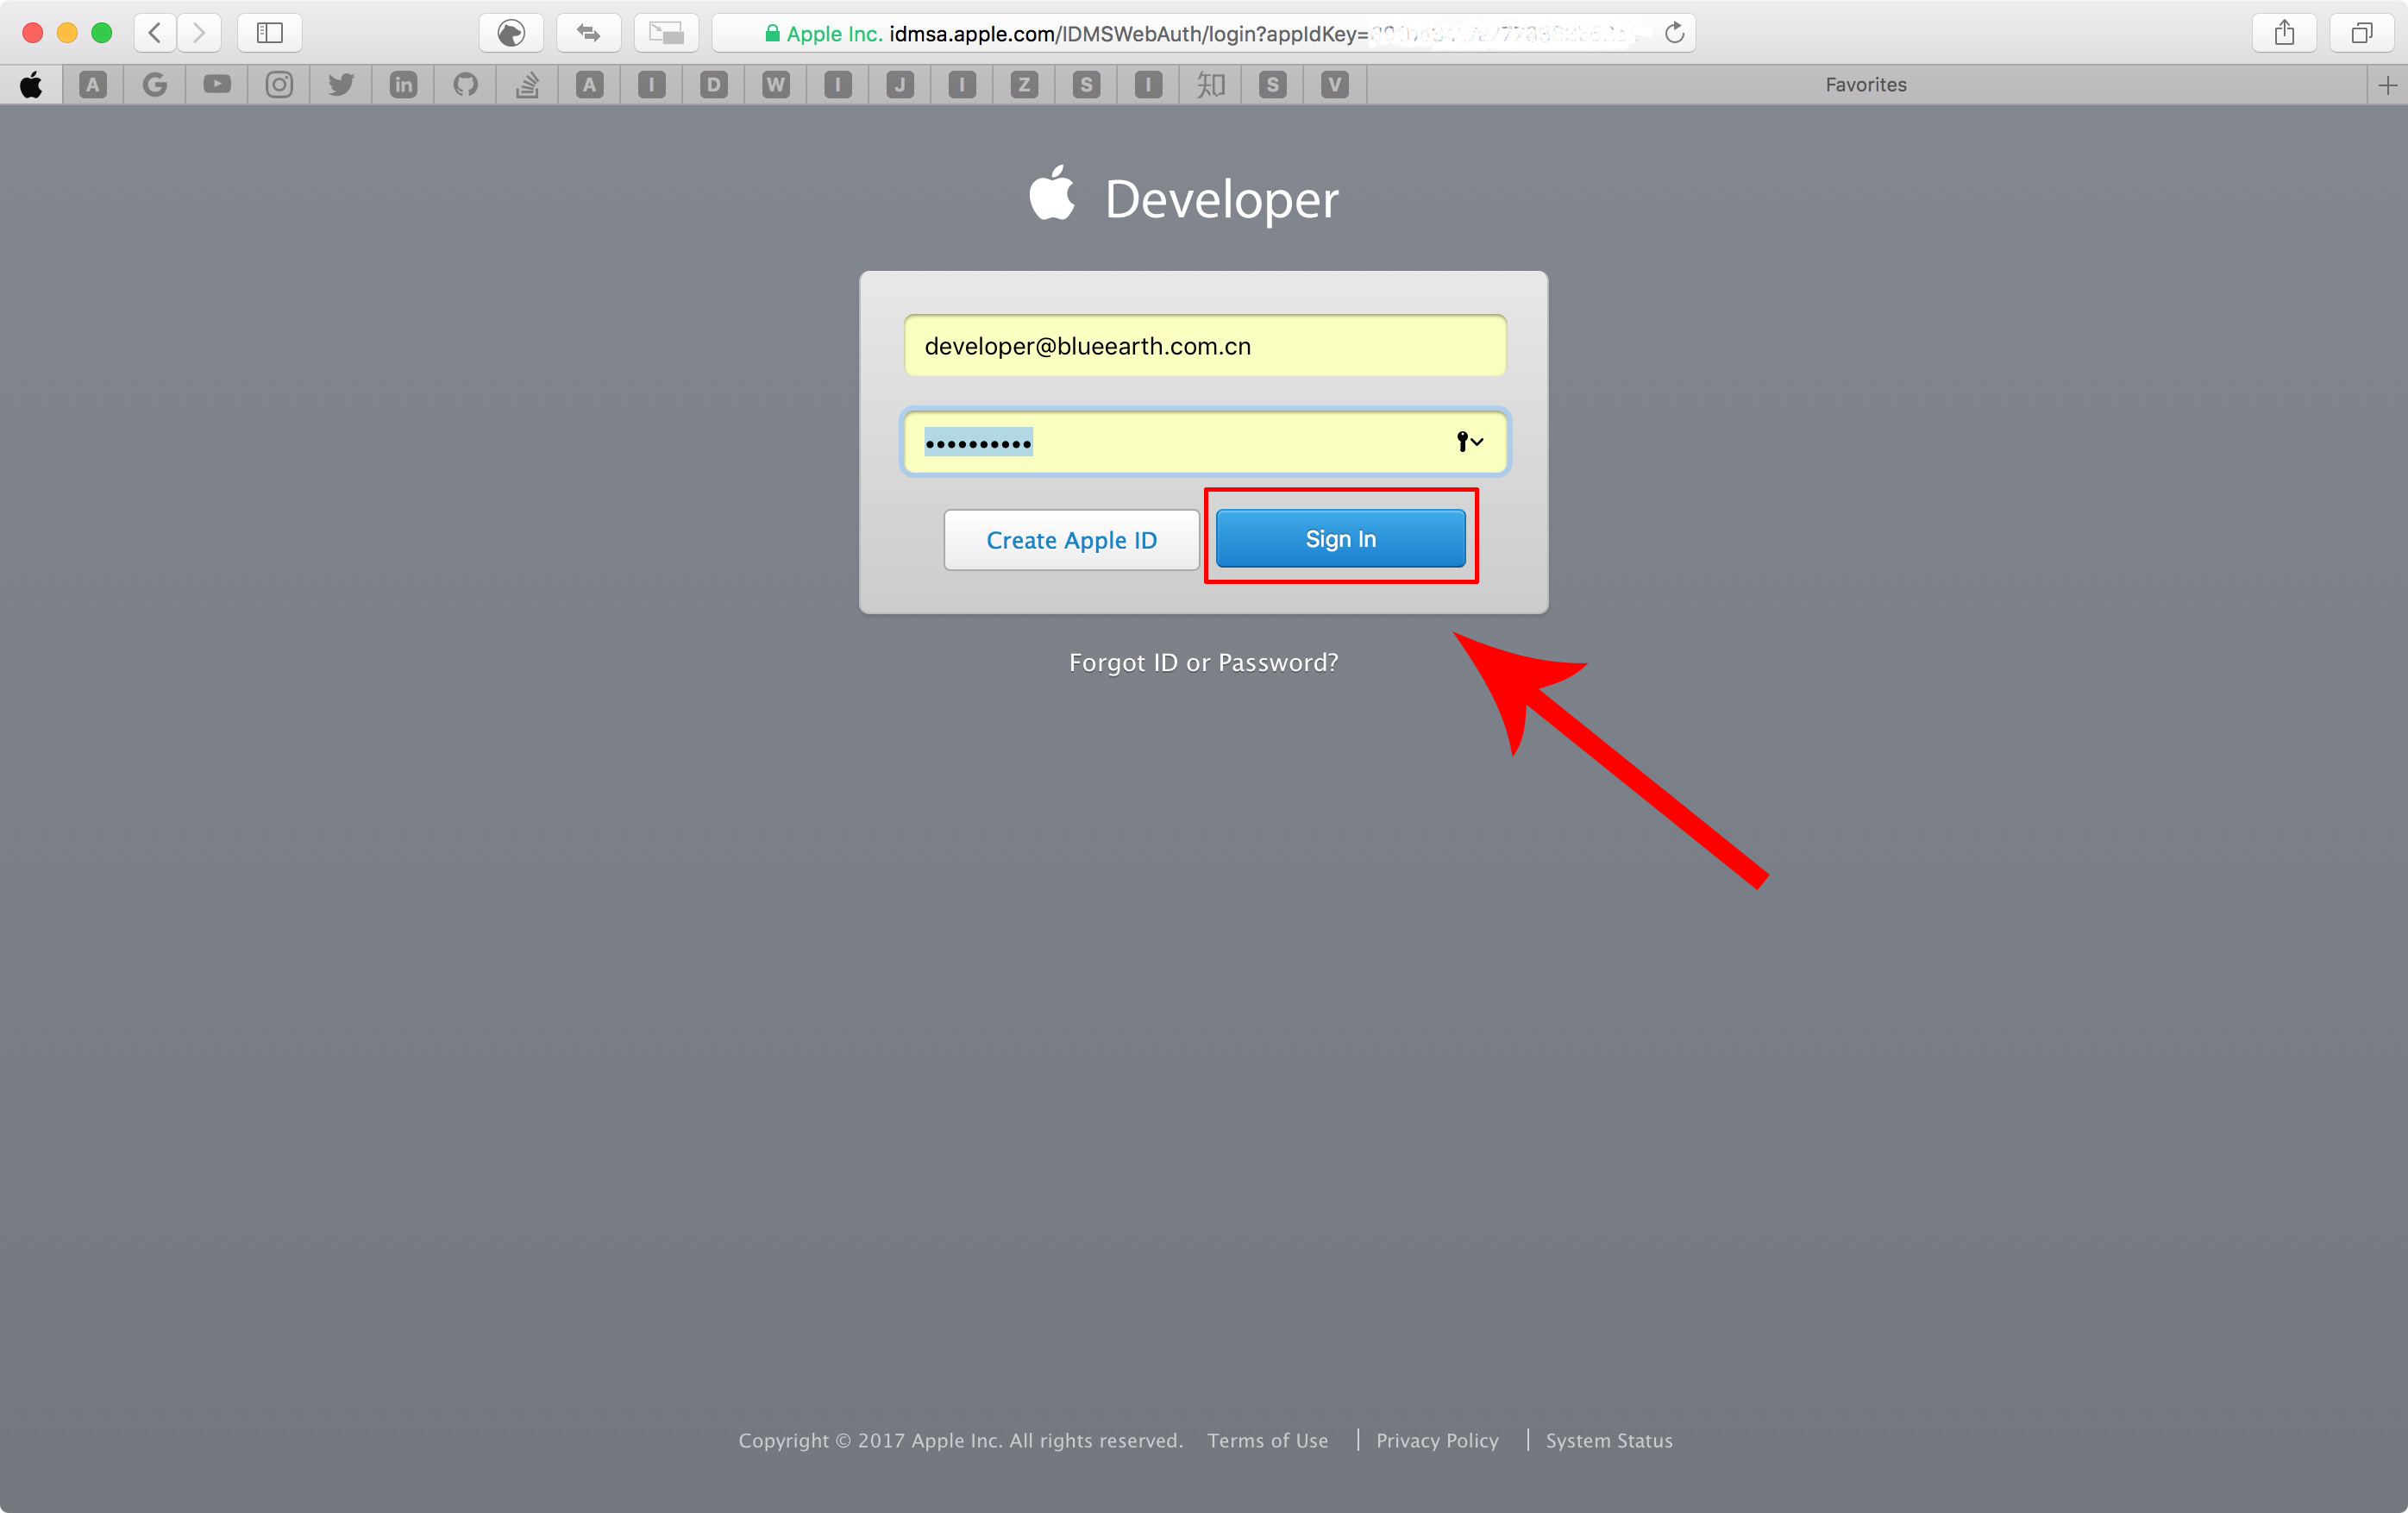 Apple Inc. idmsa.apple.com/IDMSWebAuth/login?appIdKey=
A G in A I D W I J I Z S I 知 S V Favorites
Developer
developer@blueearth.com.cn
Create Apple ID Sign In
Forgot ID or Password?
Copyright © 2017 Apple Inc. All rights reserved. Terms of Use | Privacy Policy | System Status